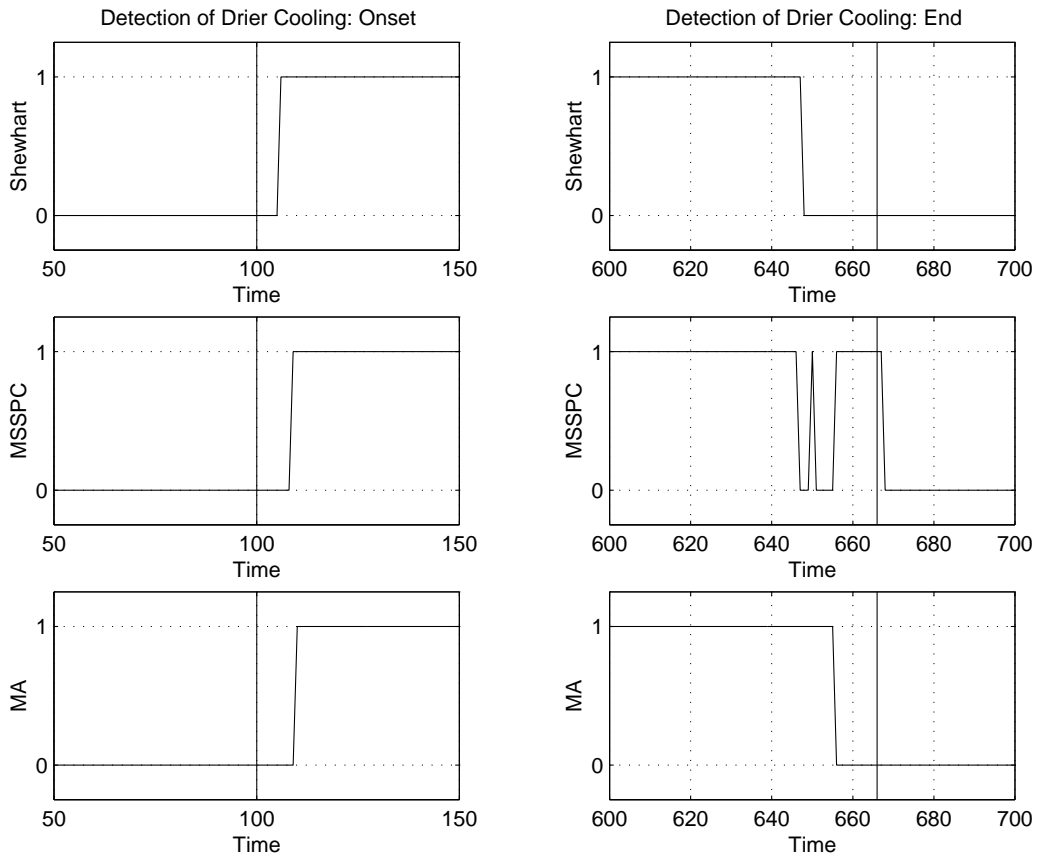 Detection of Drier Cooling: Onset
1
0
Shewhart
50 100 150
Time
Detection of Drier Cooling: End
1
0
Shewhart
600 620 640 660 680 700
Time
1
0
MSSPC
50 100 150
Time
1
0
MSSPC
600 620 640 660 680 700
Time
1
0
MA
50 100 150
Time
1
0
MA
600 620 640 660 680 700
Time